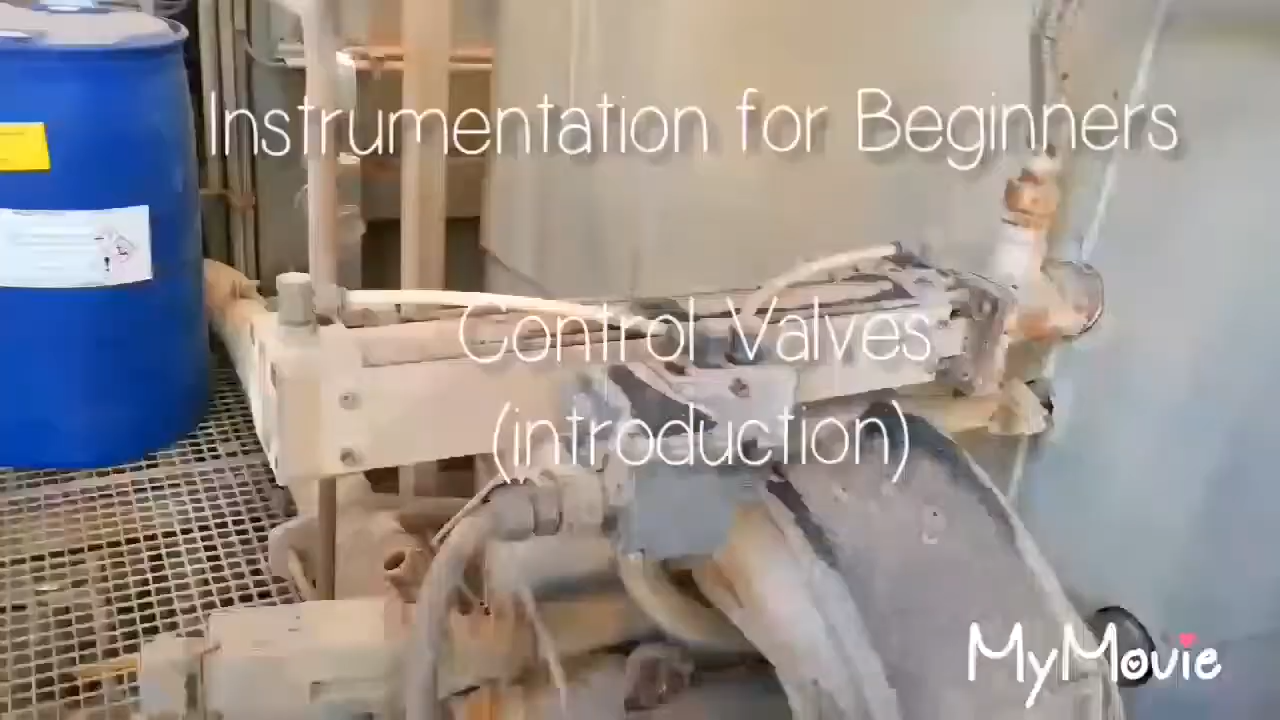 Instrumentation for Beginners
Control Valves
(introduction)
MyMovie